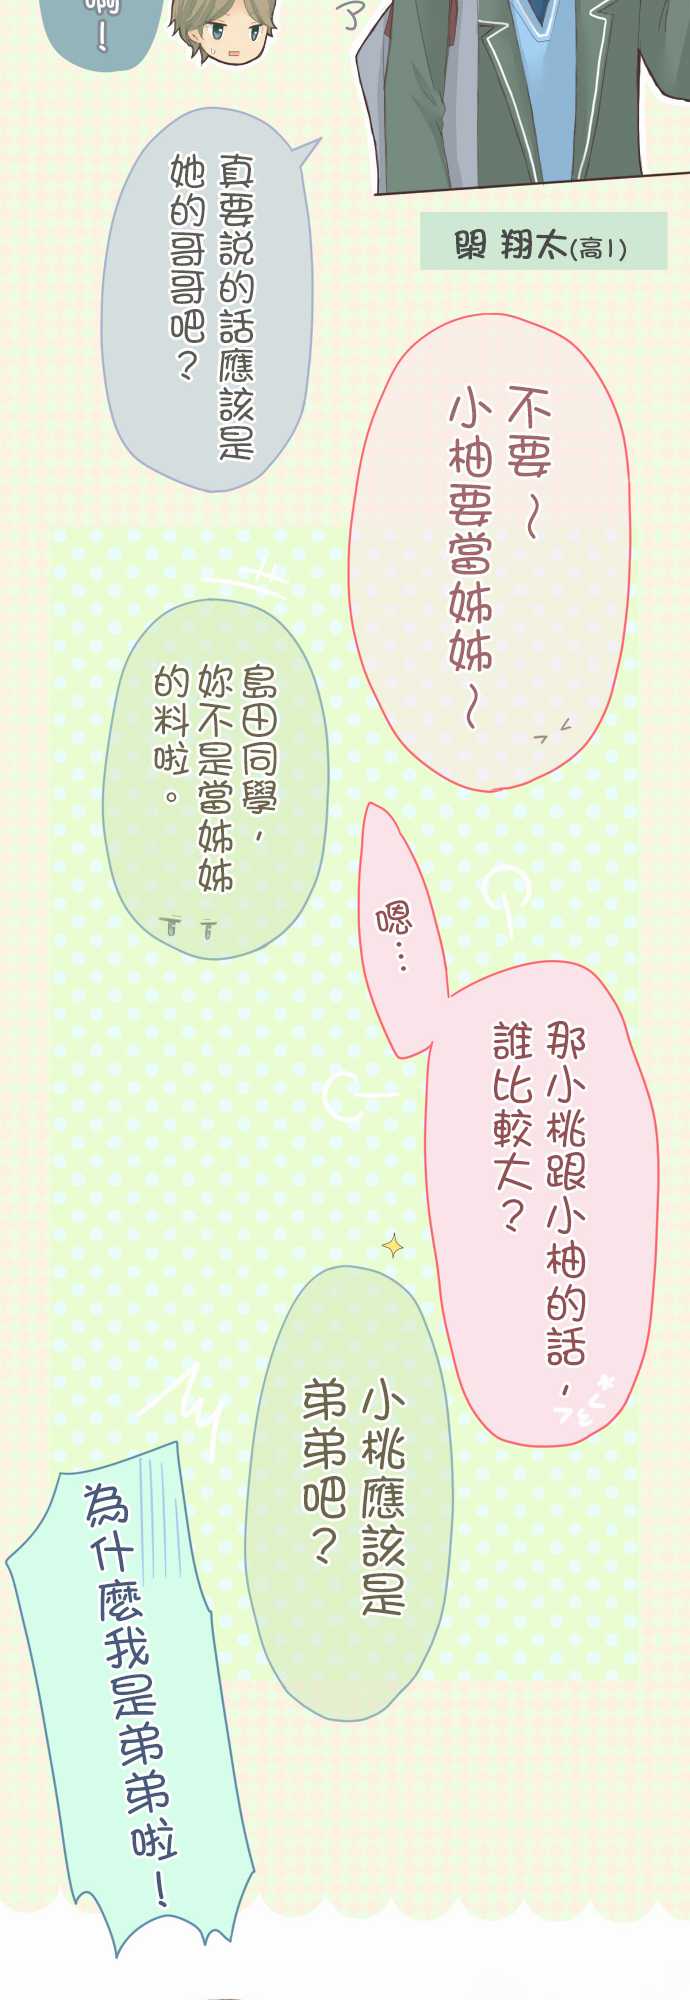 啊！
真要說的話應該是
她的哥哥吧？
翔太(高1)
不要～
小柚要當姊姊～
島田同學，
妳不是當姊姊
的料啦。
嗯…
那小桃跟小柚的話，
誰比較大？
小桃應該是
弟弟吧？
為什麼我是弟弟啦！